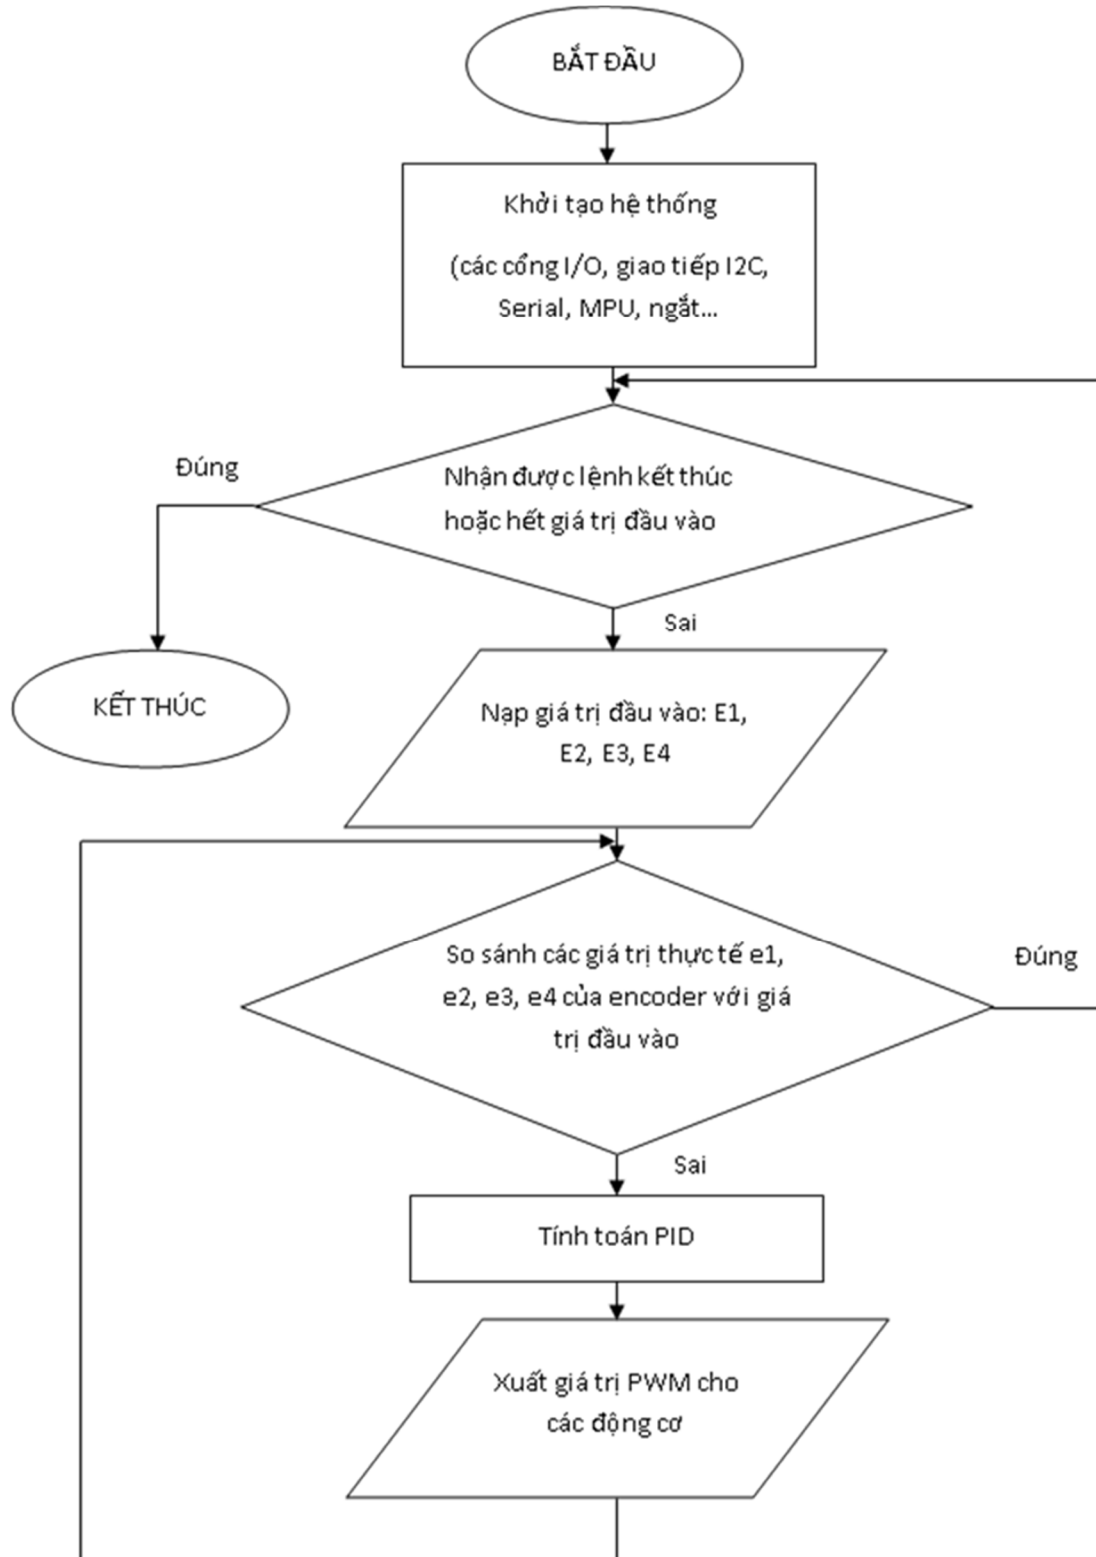 BẮT ĐẦU
Khởi tạo hệ thống
(các cổng I/O, giao tiếp I2C,
Serial, MPU, ngắt...
Đúng
Nhận được lệnh kết thúc
hoặc hết giá trị đầu vào
Sai
KẾT THÚC
Nạp giá trị đầu vào: E1,
E2, E3, E4
So sánh các giá trị thực tế e1,
e2, e3, e4 của encoder với giá
trị đầu vào
Đúng
Sai
Tính toán PID
Xuất giá trị PWM cho
các động cơ